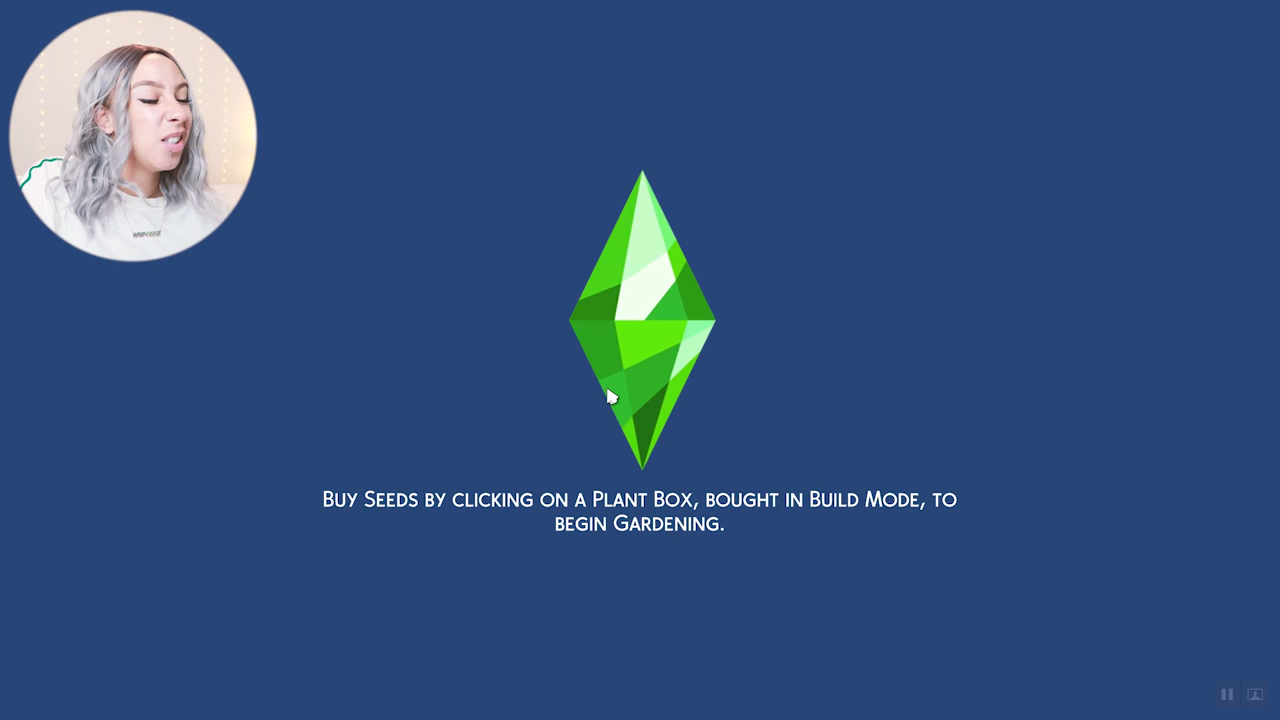 Buy Seeds by clicking on a Plant Box, bought in Build Mode, to
begin Gardening.